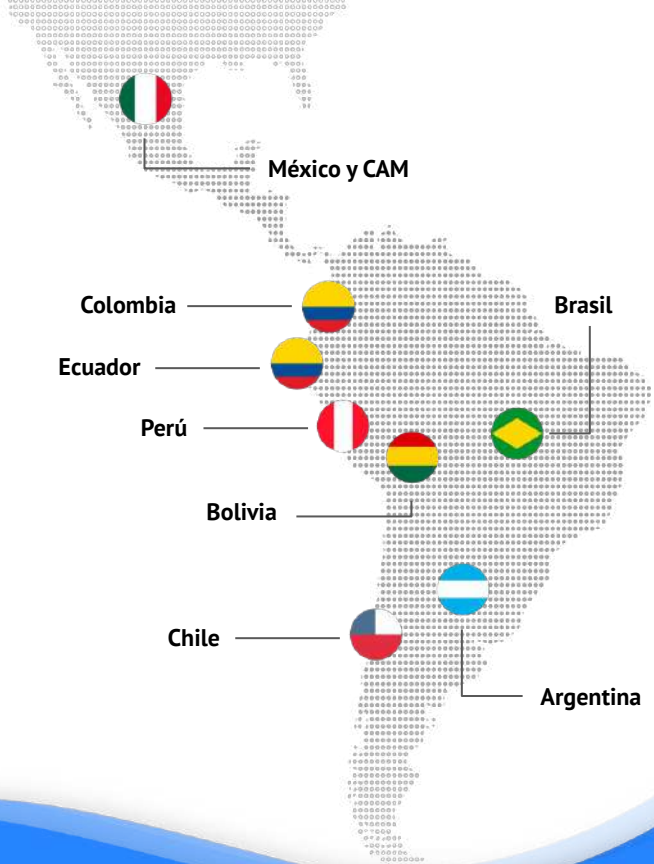 México y CAM
Colombia
Brasil
Ecuador
Perú
Bolivia
Chile
Argentina